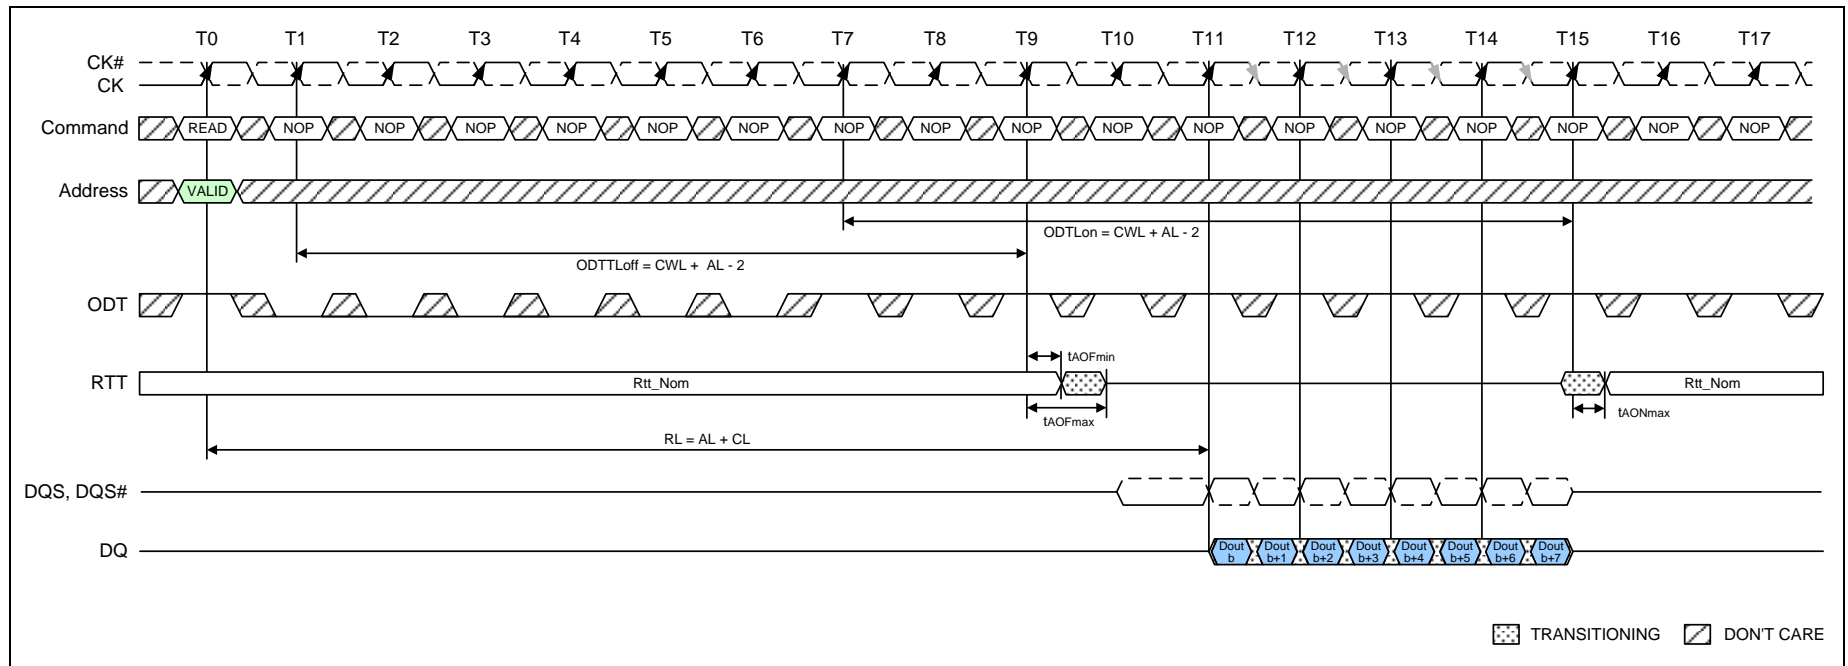 T0 T1 T2 T3 T4 T5 T6 T7 T8 T9 T10 T11 T12 T13 T14 T15 T16 T17
CK#
CK
Command READ NOP NOP NOP NOP NOP NOP NOP NOP NOP NOP NOP NOP NOP NOP NOP NOP NOP
Address VALID
ODTLon = CWL + AL - 2
ODTTLoff = CWL + AL - 2
ODT
tAOFmin
RTT Rtt_Nom Rtt_Nom
tAOFmax tAONmax
RL = AL + CL
DQS, DQS#
DQ Dout b Dout b+1 Dout b+2 Dout b+3 Dout b+4 Dout b+5 Dout b+6 Dout b+7
TRANSITIONING DON'T CARE